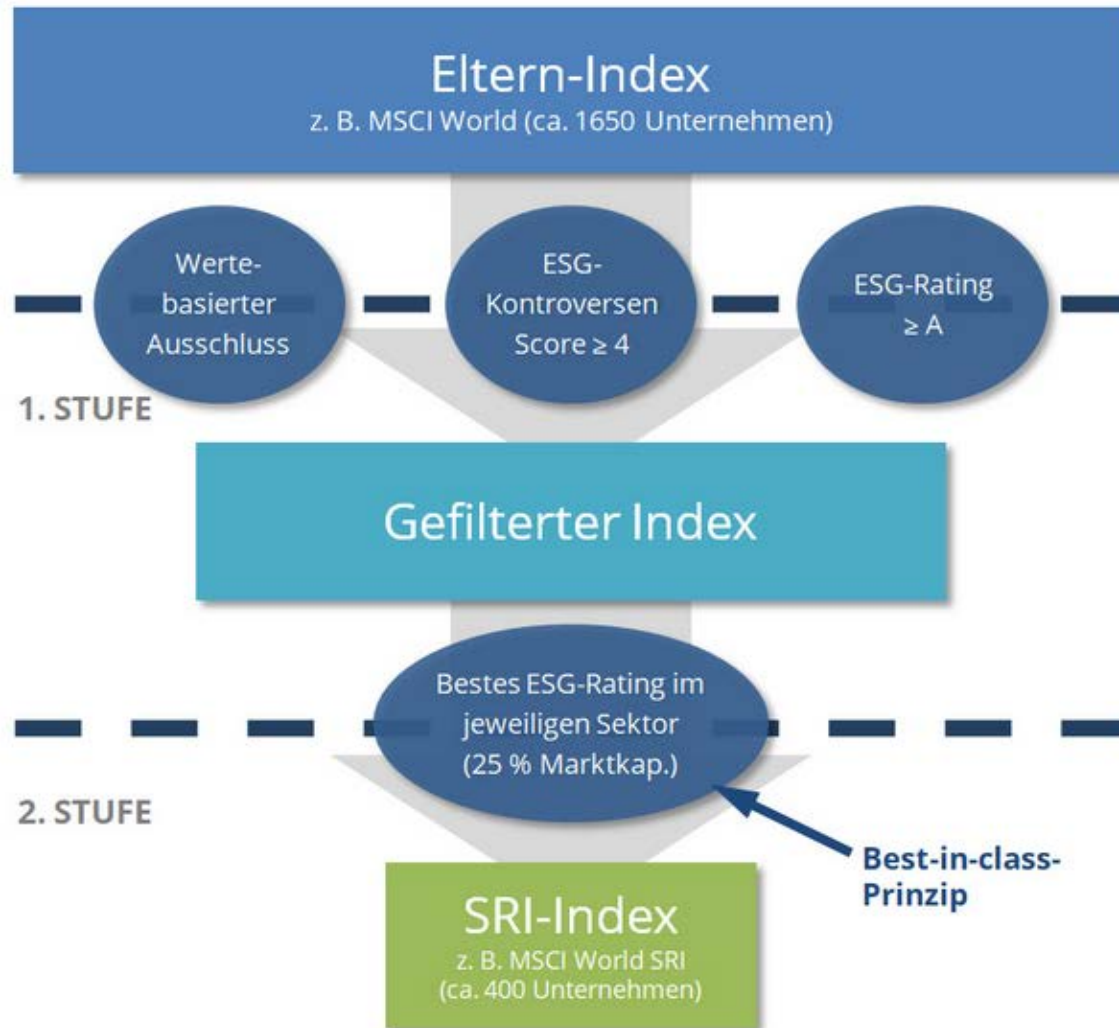 Eltern-Index
z. B. MSCI World (ca. 1650 Unternehmen)
Werte-
basierter
Ausschluss
ESG-
Kontroversen
Score ≥ 4
ESG-Rating
≥ A
1. STUFE
Gefilterter Index
Bestes ESG-Rating im
jeweiligen Sektor
(25 % Marktkap.)
2. STUFE
Best-in-class-
Prinzip
SRI-Index
z. B. MSCI World SRI
(ca. 400 Unternehmen)